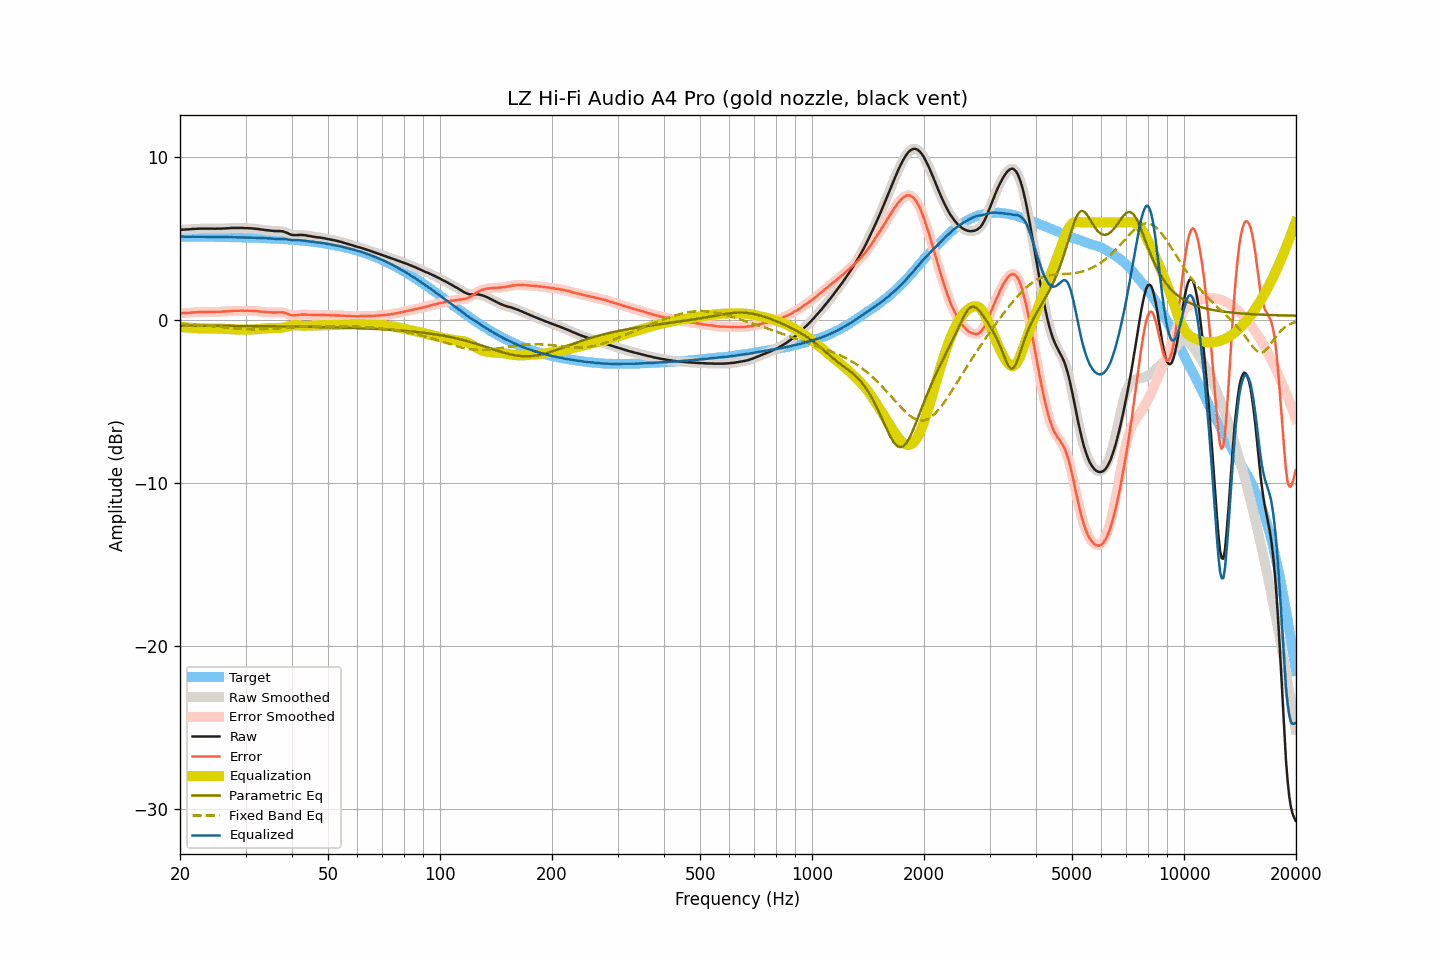 LZ Hi-Fi Audio A4 Pro (gold nozzle, black vent)
10
0
−10
−20
−30
Amplitude (dBr)
Target
Raw Smoothed
Error Smoothed
Raw
Error
Equalization
Parametric Eq
Fixed Band Eq
Equalized
20 50 100 200 500 1000 2000 5000 10000 20000
Frequency (Hz)